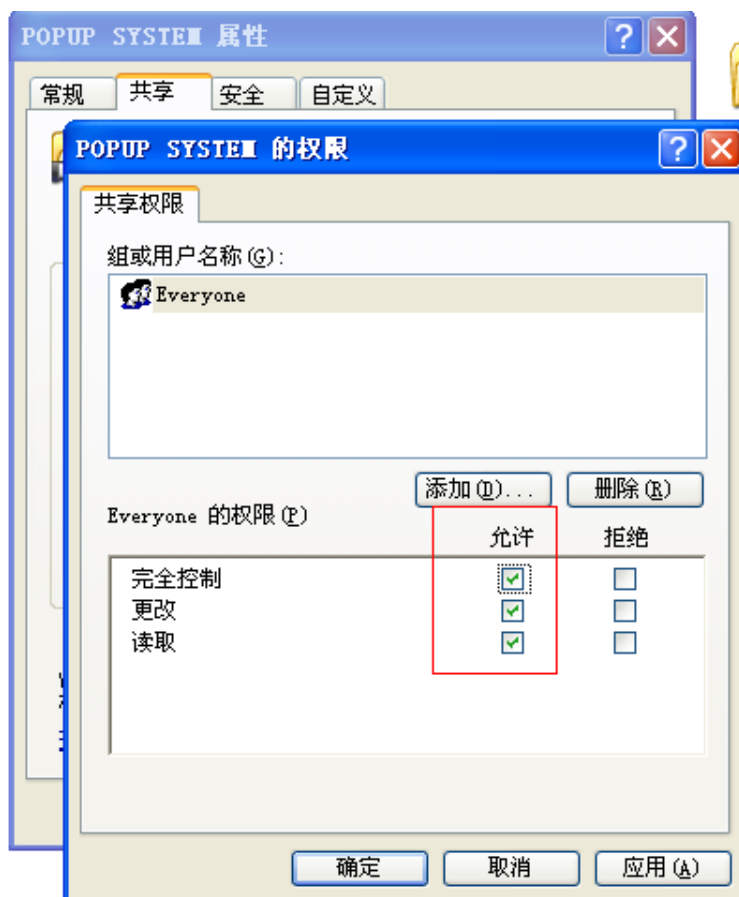 POPUP SYSTEM 属性
常规 共享 安全 自定义
POPUP SYSTEM 的权限
共享权限
组或用户名称(G):
Everyone
添加(D)... 删除(R)
Everyone 的权限(P)
允许 拒绝
完全控制
更改
读取
确定 取消 应用(A)